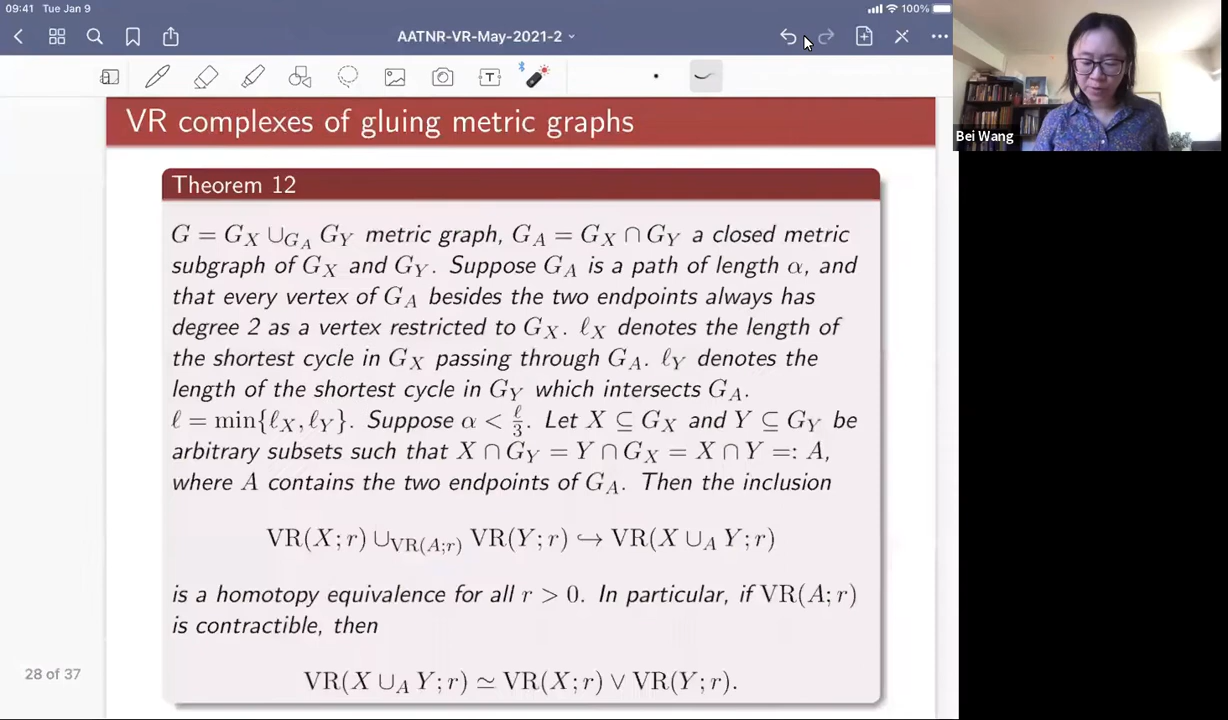 09:41 Tue Jan 9 100%
AATNR-VR-May-2021-2
T
Bei Wang
VR complexes of gluing metric graphs
Theorem 12
G = G_X ∪_{G_A} G_Y metric graph, G_A = G_X ∩ G_Y a closed metric
subgraph of G_X and G_Y. Suppose G_A is a path of length α, and
that every vertex of G_A besides the two endpoints always has
degree 2 as a vertex restricted to G_X. ℓ_X denotes the length of
the shortest cycle in G_X passing through G_A. ℓ_Y denotes the
length of the shortest cycle in G_Y which intersects G_A.
ℓ = min{ℓ_X, ℓ_Y}. Suppose α < ℓ/3. Let X ⊆ G_X and Y ⊆ G_Y be
arbitrary subsets such that X ∩ G_Y = Y ∩ G_X = X ∩ Y =: A,
where A contains the two endpoints of G_A. Then the inclusion
VR(X; r) ∪_{VR(A;r)} VR(Y; r) ↪ VR(X ∪_A Y; r)
is a homotopy equivalence for all r > 0. In particular, if VR(A; r)
is contractible, then
VR(X ∪_A Y; r) ≃ VR(X; r) ∨ VR(Y; r).
28 of 37